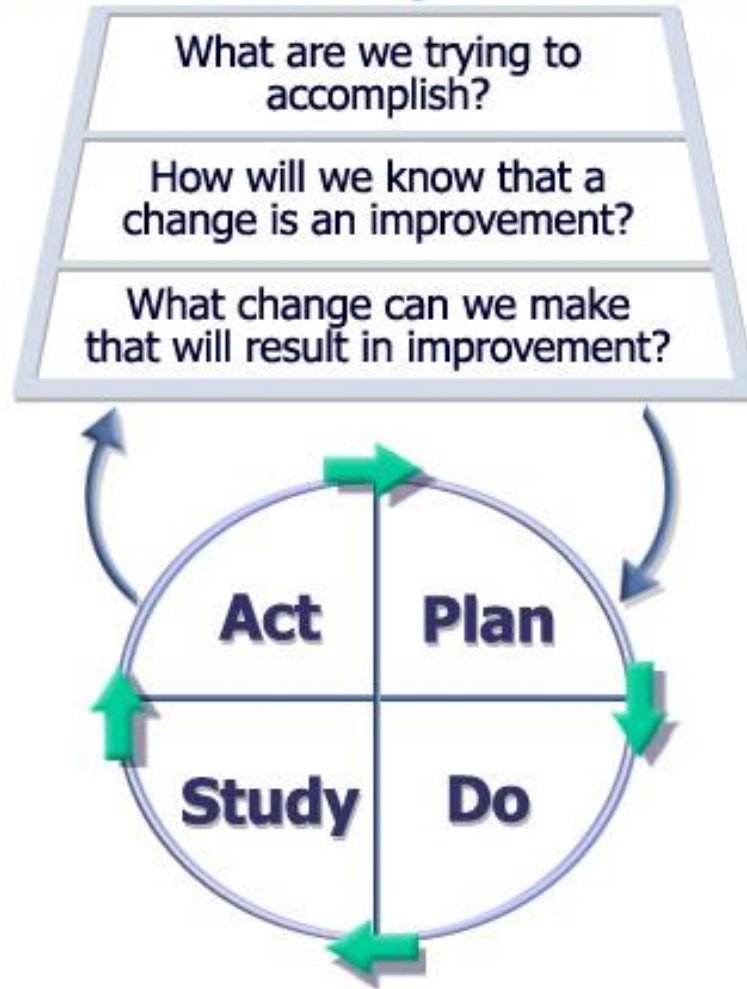 What are we trying to
accomplish?
How will we know that a
change is an improvement?
What change can we make
that will result in improvement?
Act
Plan
Study
Do